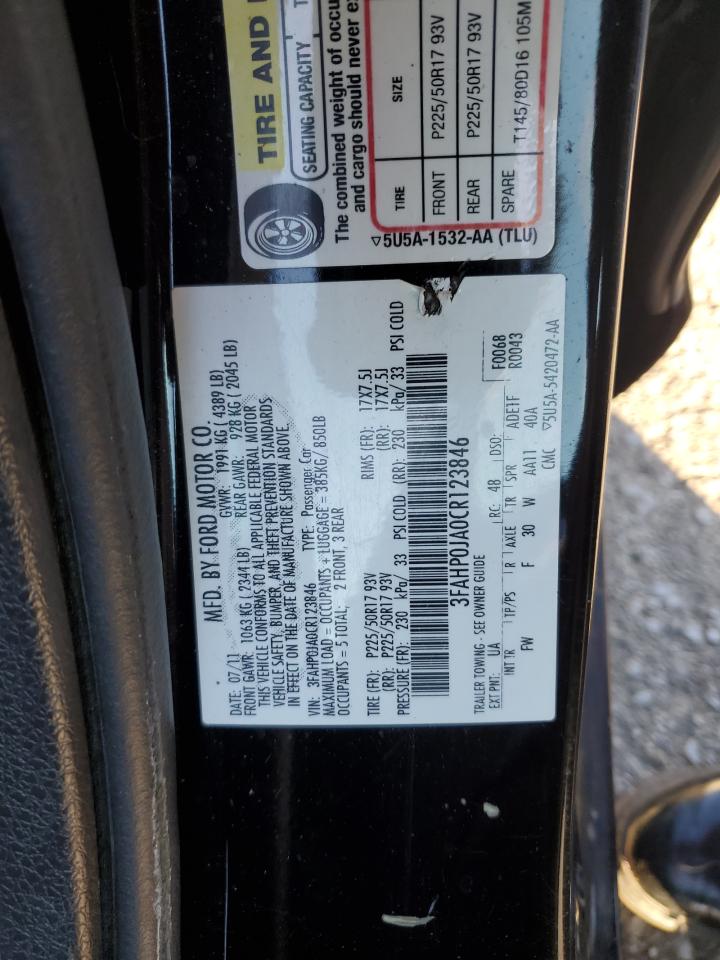 TIRE AND
SEATING CAPACITY
The combined weight of occu
and cargo should never e
TIRE SIZE
FRONT P225/50R17 93V
REAR P225/50R17 93V
SPARE T145/80D16 105M
▽5U5A-1532-AA (TLU)
MFD. BY FORD MOTOR CO.
DATE: 07/11 GVWR: 1991 KG ( 4389 LB)
FRONT GAWR: 1063 KG ( 2344 LB) REAR GAWR: 928 KG ( 2045 LB)
THIS VEHICLE CONFORMS TO ALL APPLICABLE FEDERAL MOTOR
VEHICLE SAFETY, BUMPER, AND THEFT PREVENTION STANDARDS
IN EFFECT ON THE DATE OF MANUFACTURE SHOWN ABOVE
VIN: 3FAHP0JA0CR123846 TYPE: Passenger Car
MAXIMUM LOAD = OCCUPANTS + LUGGAGE = 385KG/ 850LB
OCCUPANTS = 5 TOTAL; 2 FRONT, 3 REAR
TIRE (FR): P225/50R17 93V RIMS (FR): 17X7.5J
(RR): P225/50R17 93V (RR): 17X7.5J
PRESSURE (FR): 230 kPa/ 33 PSI COLD (RR): 230 kPa/ 33 PSI COLD
3FAHP0JA0CR123846
TRAILER TOWING - SEE OWNER GUIDE F0068
EXT PNT: UA RC: 48 DSO: R0043
INT TR TP/PS R AXLE TR SPR ADE1F
FW F 30 W AA11 40A
CMC ▽5U5A-5420472-AA